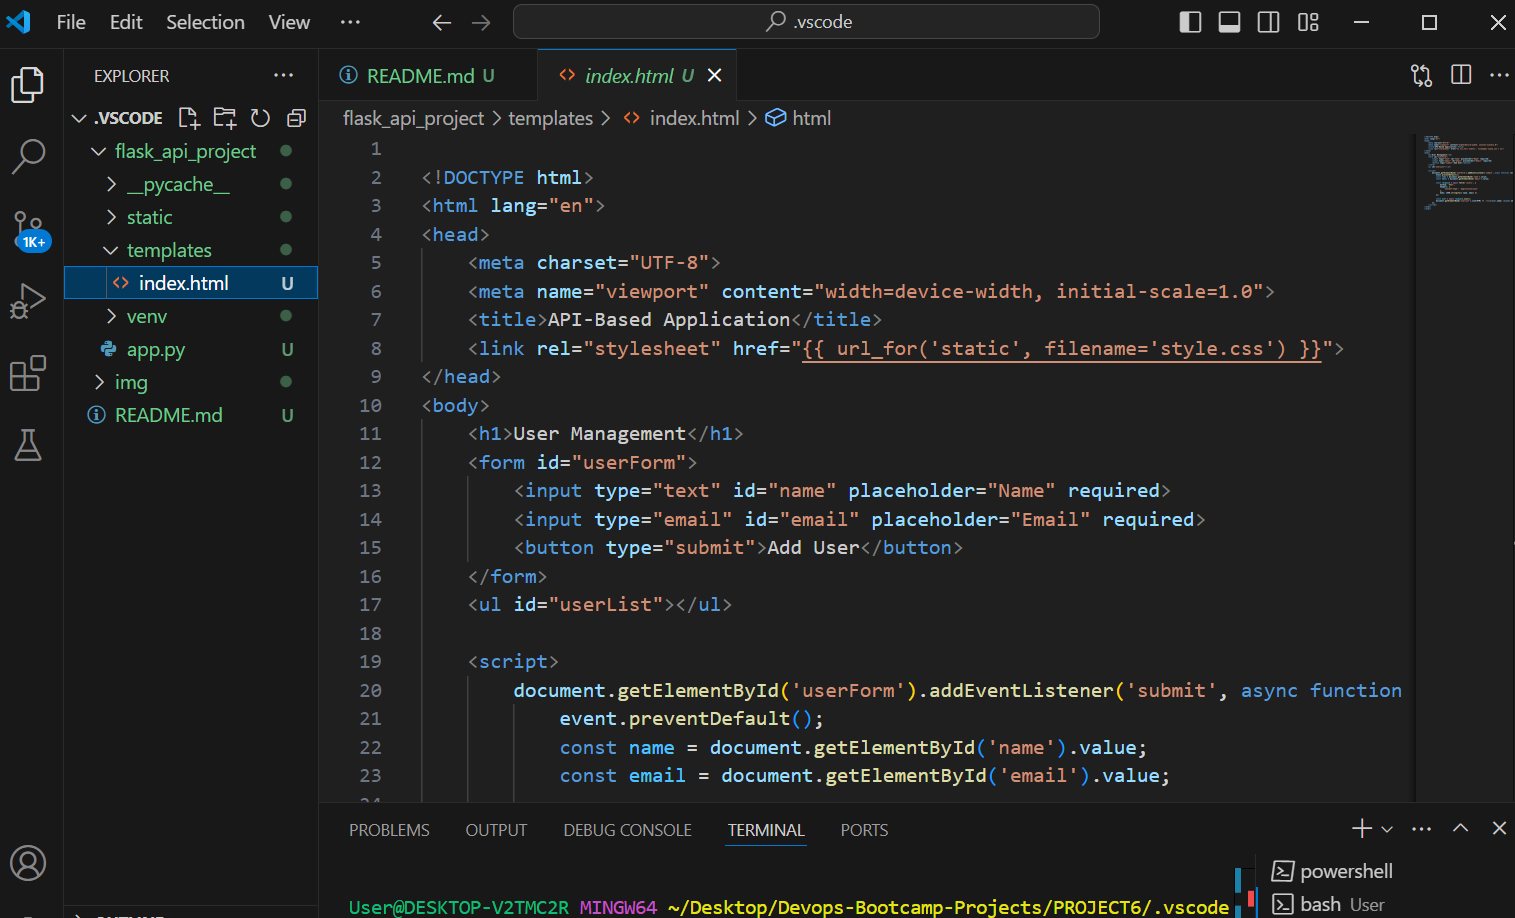 File Edit Selection View ···
.vscode
EXPLORER ···
.VSCODE
flask_api_project
__pycache__
static
templates
index.html U
venv
app.py U
img
README.md U
1K+
README.md U
index.html U
flask_api_project > templates > index.html > html
1
2 <!DOCTYPE html>
3 <html lang="en">
4 <head>
5 <meta charset="UTF-8">
6 <meta name="viewport" content="width=device-width, initial-scale=1.0">
7 <title>API-Based Application</title>
8 <link rel="stylesheet" href="{{ url_for('static', filename='style.css') }}">
9 </head>
10 <body>
11 <h1>User Management</h1>
12 <form id="userForm">
13 <input type="text" id="name" placeholder="Name" required>
14 <input type="email" id="email" placeholder="Email" required>
15 <button type="submit">Add User</button>
16 </form>
17 <ul id="userList"></ul>
18
19 <script>
20 document.getElementById('userForm').addEventListener('submit', async function
21 event.preventDefault();
22 const name = document.getElementById('name').value;
23 const email = document.getElementById('email').value;
PROBLEMS OUTPUT DEBUG CONSOLE TERMINAL PORTS
User@DESKTOP-V2TMC2R MINGW64 ~/Desktop/Devops-Bootcamp-Projects/PROJECT6/.vscode
powershell
bash User